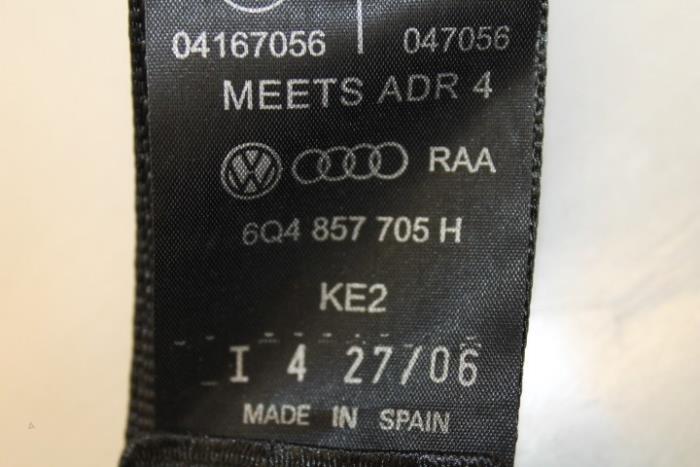 04167056 047056
MEETS ADR 4
RAA
6Q4 857 705 H
KE2
I 4 27/06
MADE IN SPAIN